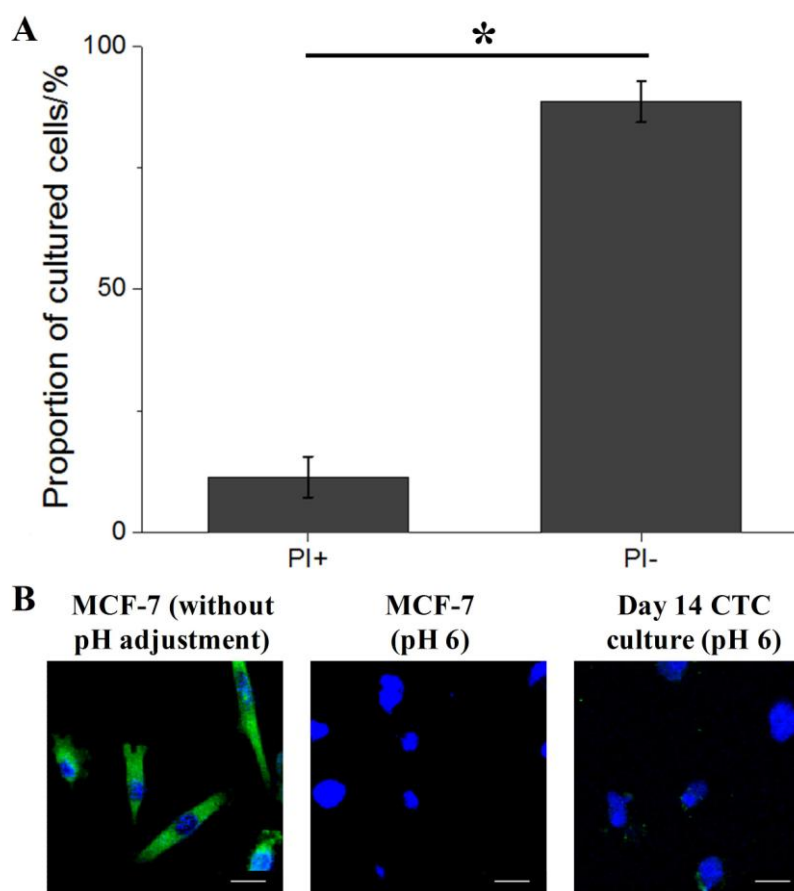 A
*
Proportion of cultured cells/%
100
50
0
PI+
PI-
B
MCF-7 (without
pH adjustment)
MCF-7
(pH 6)
Day 14 CTC
culture (pH 6)